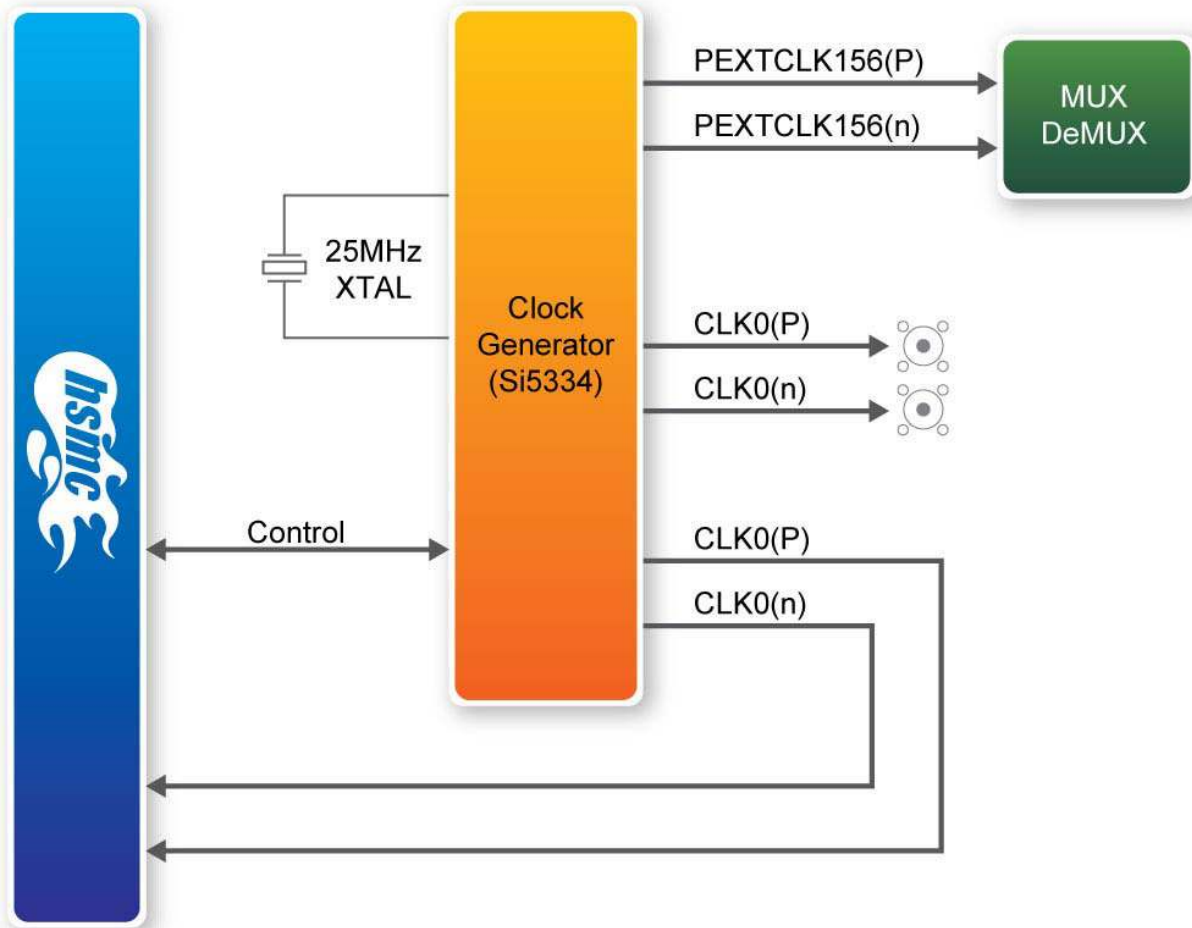 PEXTCLK156(P)
PEXTCLK156(n)
MUX
DeMUX
25MHz
XTAL
Clock
Generator
(Si5334)
CLK0(P)
CLK0(n)
hsmc
Control
CLK0(P)
CLK0(n)